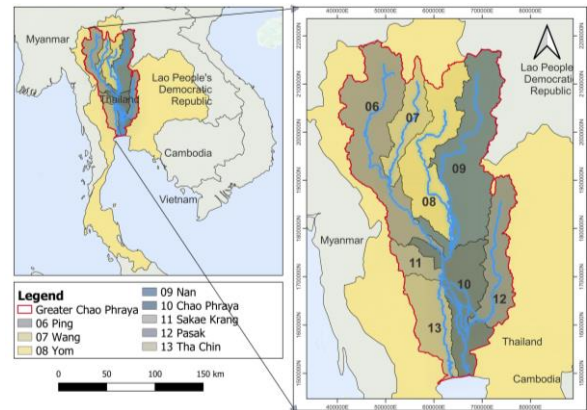 Myanmar
Lao People's
Democratic
Republic
Thailand
Cambodia
Vietnam
Legend
Greater Chao Phraya
06 Ping
07 Wang
08 Yom
09 Nan
10 Chao Phraya
11 Sakae Krang
12 Pasak
13 Tha Chin
0 50 100 150 km
Lao People
Democratic
Republic
06
07
09
08
Myanmar
11
10
12
13
Thailand
Cambodia